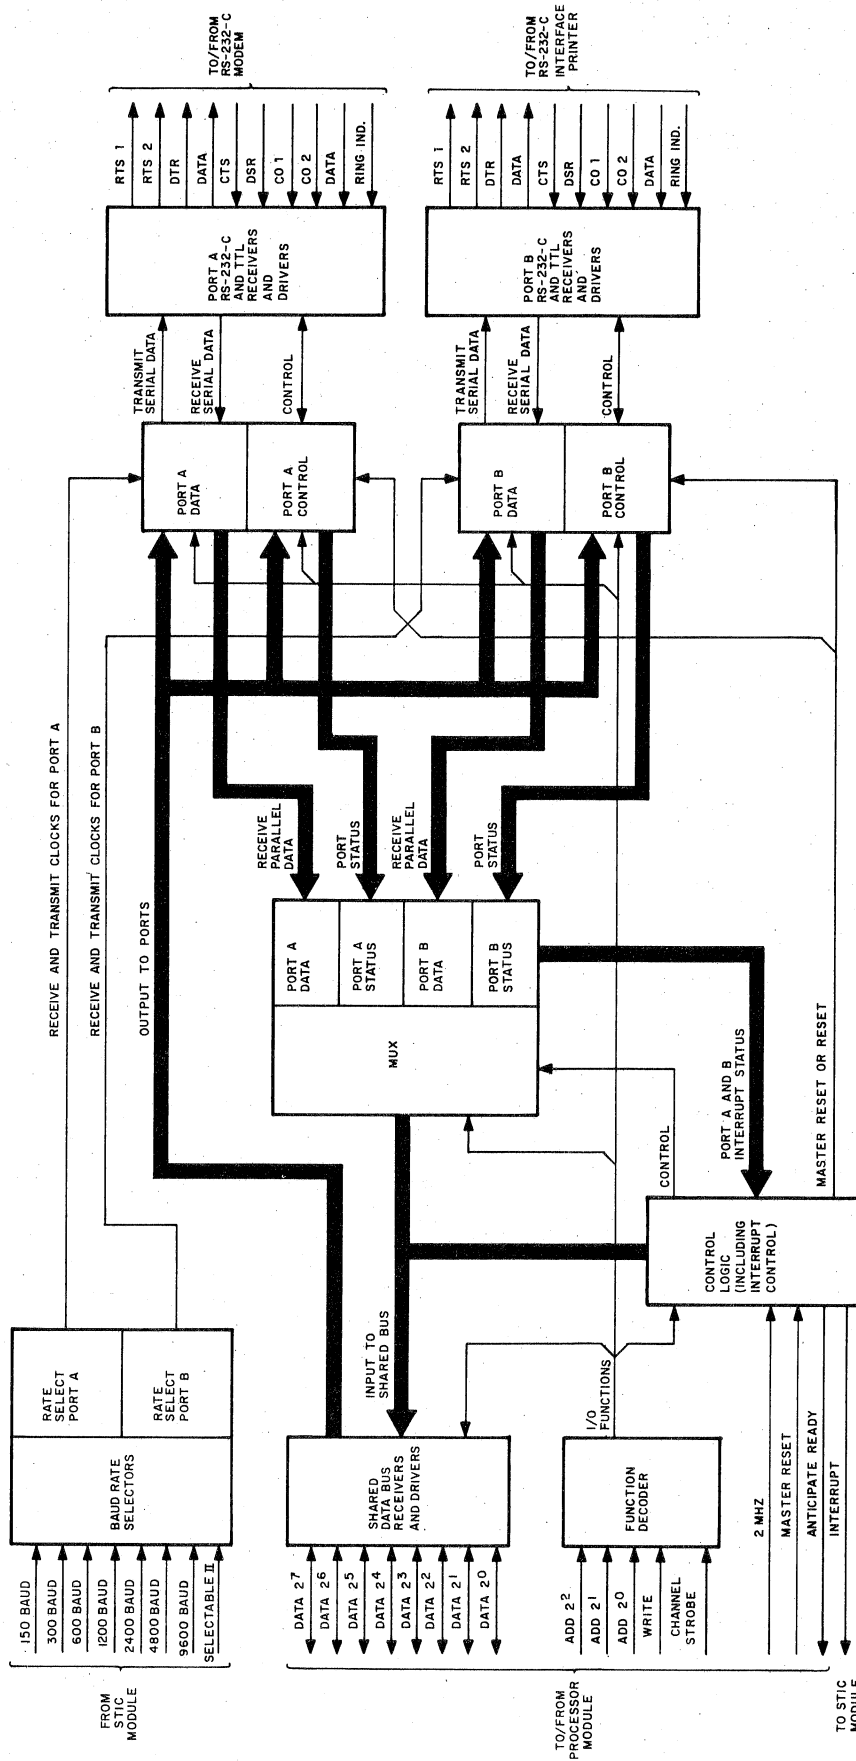 FROM
STIC
MODULE
150 BAUD
300 BAUD
600 BAUD
1200 BAUD
2400 BAUD
4800 BAUD
9600 BAUD
SELECTABLE II
BAUD RATE
SELECTORS
RATE
SELECT
PORT A
RATE
SELECT
PORT B
RECEIVE AND TRANSMIT CLOCKS FOR PORT A
RECEIVE AND TRANSMIT CLOCKS FOR PORT B
OUTPUT TO PORTS
TO/FROM
PROCESSOR
MODULE
DATA 2⁷
DATA 2⁶
DATA 2⁵
DATA 2⁴
DATA 2³
DATA 2²
DATA 2¹
DATA 2⁰
SHARED
DATA BUS
RECEIVERS
AND DRIVERS
INPUT TO
SHARED BUS
MUX
PORT A
DATA
PORT A
STATUS
PORT B
DATA
PORT B
STATUS
RECEIVE
PARALLEL
DATA
PORT
STATUS
RECEIVE
PARALLEL
DATA
PORT
STATUS
ADD 2²
ADD 2¹
ADD 2⁰
WRITE
CHANNEL
STROBE
FUNCTION
DECODER
I/O
FUNCTIONS
2 MHZ
MASTER RESET
ANTICIPATE READY
INTERRUPT
TO STIC
MODULE
CONTROL
LOGIC
(INCLUDING
INTERRUPT
CONTROL)
CONTROL
PORT A AND B
INTERRUPT STATUS
MASTER RESET OR RESET
PORT A
DATA
PORT A
CONTROL
TRANSMIT
SERIAL DATA
RECEIVE
SERIAL DATA
CONTROL
PORT A
RS-232-C
AND TTL
RECEIVERS
AND
DRIVERS
RTS 1
RTS 2
DTR
DATA
CTS
DSR
CO 1
CO 2
DATA
RING IND.
TO/FROM
RS-232-C
MODEM
PORT B
DATA
PORT B
CONTROL
TRANSMIT
SERIAL DATA
RECEIVE
SERIAL DATA
CONTROL
PORT B
RS-232-C
AND TTL
RECEIVERS
AND
DRIVERS
RTS 1
RTS 2
DTR
DATA
CTS
DSR
CO 1
CO 2
DATA
RING IND.
TO/FROM
RS-232-C
INTERFACE
PRINTER